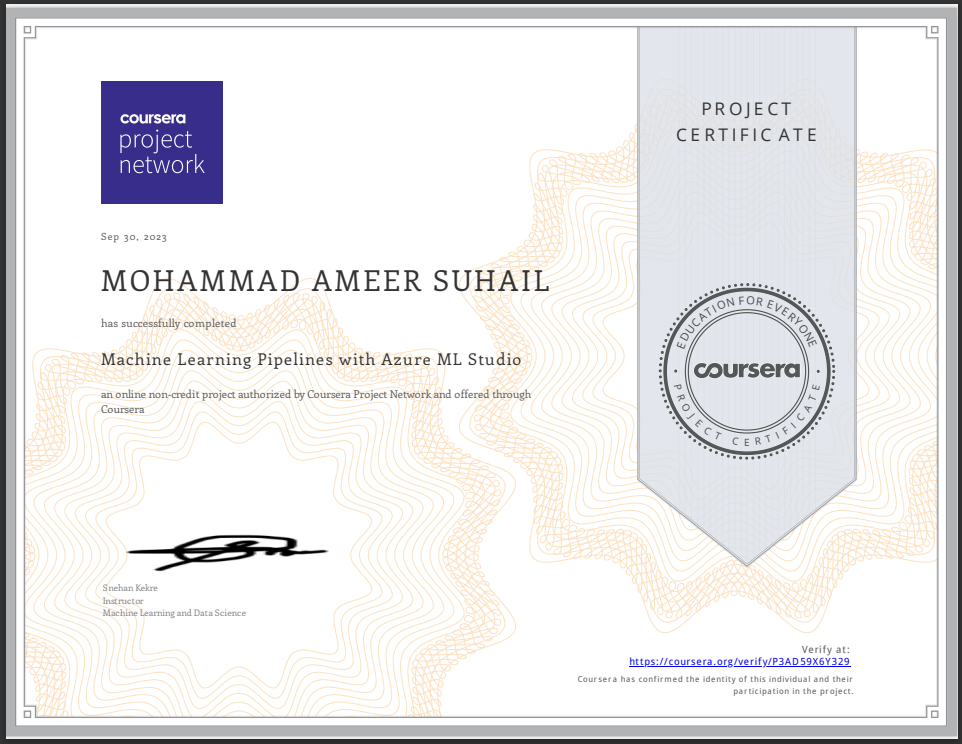 coursera
project
network
PROJECT
CERTIFICATE
Sep 30, 2023
MOHAMMAD AMEER SUHAIL
has successfully completed
Machine Learning Pipelines with Azure ML Studio
an online non-credit project authorized by Coursera Project Network and offered through
Coursera
EDUCATION FOR EVERYONE
coursera
PROJECT CERTIFICATE
Snehan Kekre
Instructor
Machine Learning and Data Science
Verify at:
https://coursera.org/verify/P3AD59X6Y329
Coursera has confirmed the identity of this individual and their
participation in the project.